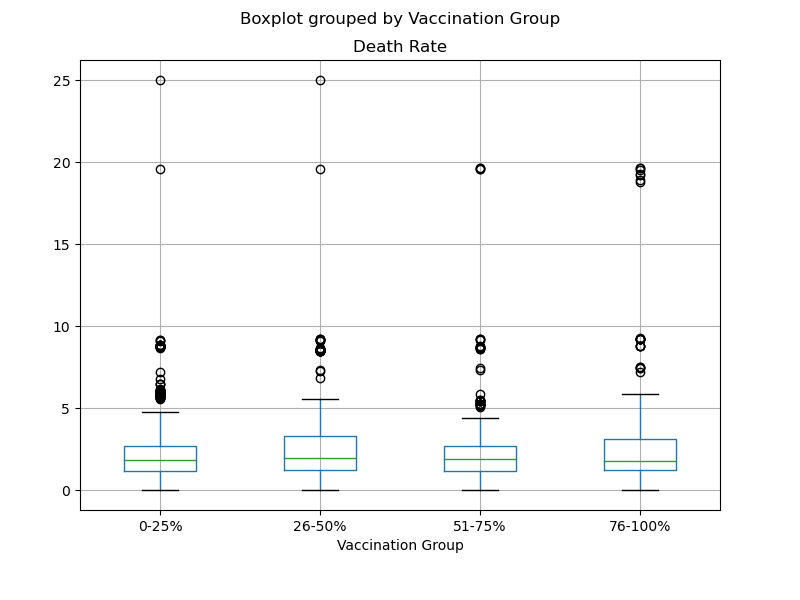 Boxplot grouped by Vaccination Group
Death Rate
25
20
15
10
5
0
0-25% 26-50% 51-75% 76-100%
Vaccination Group